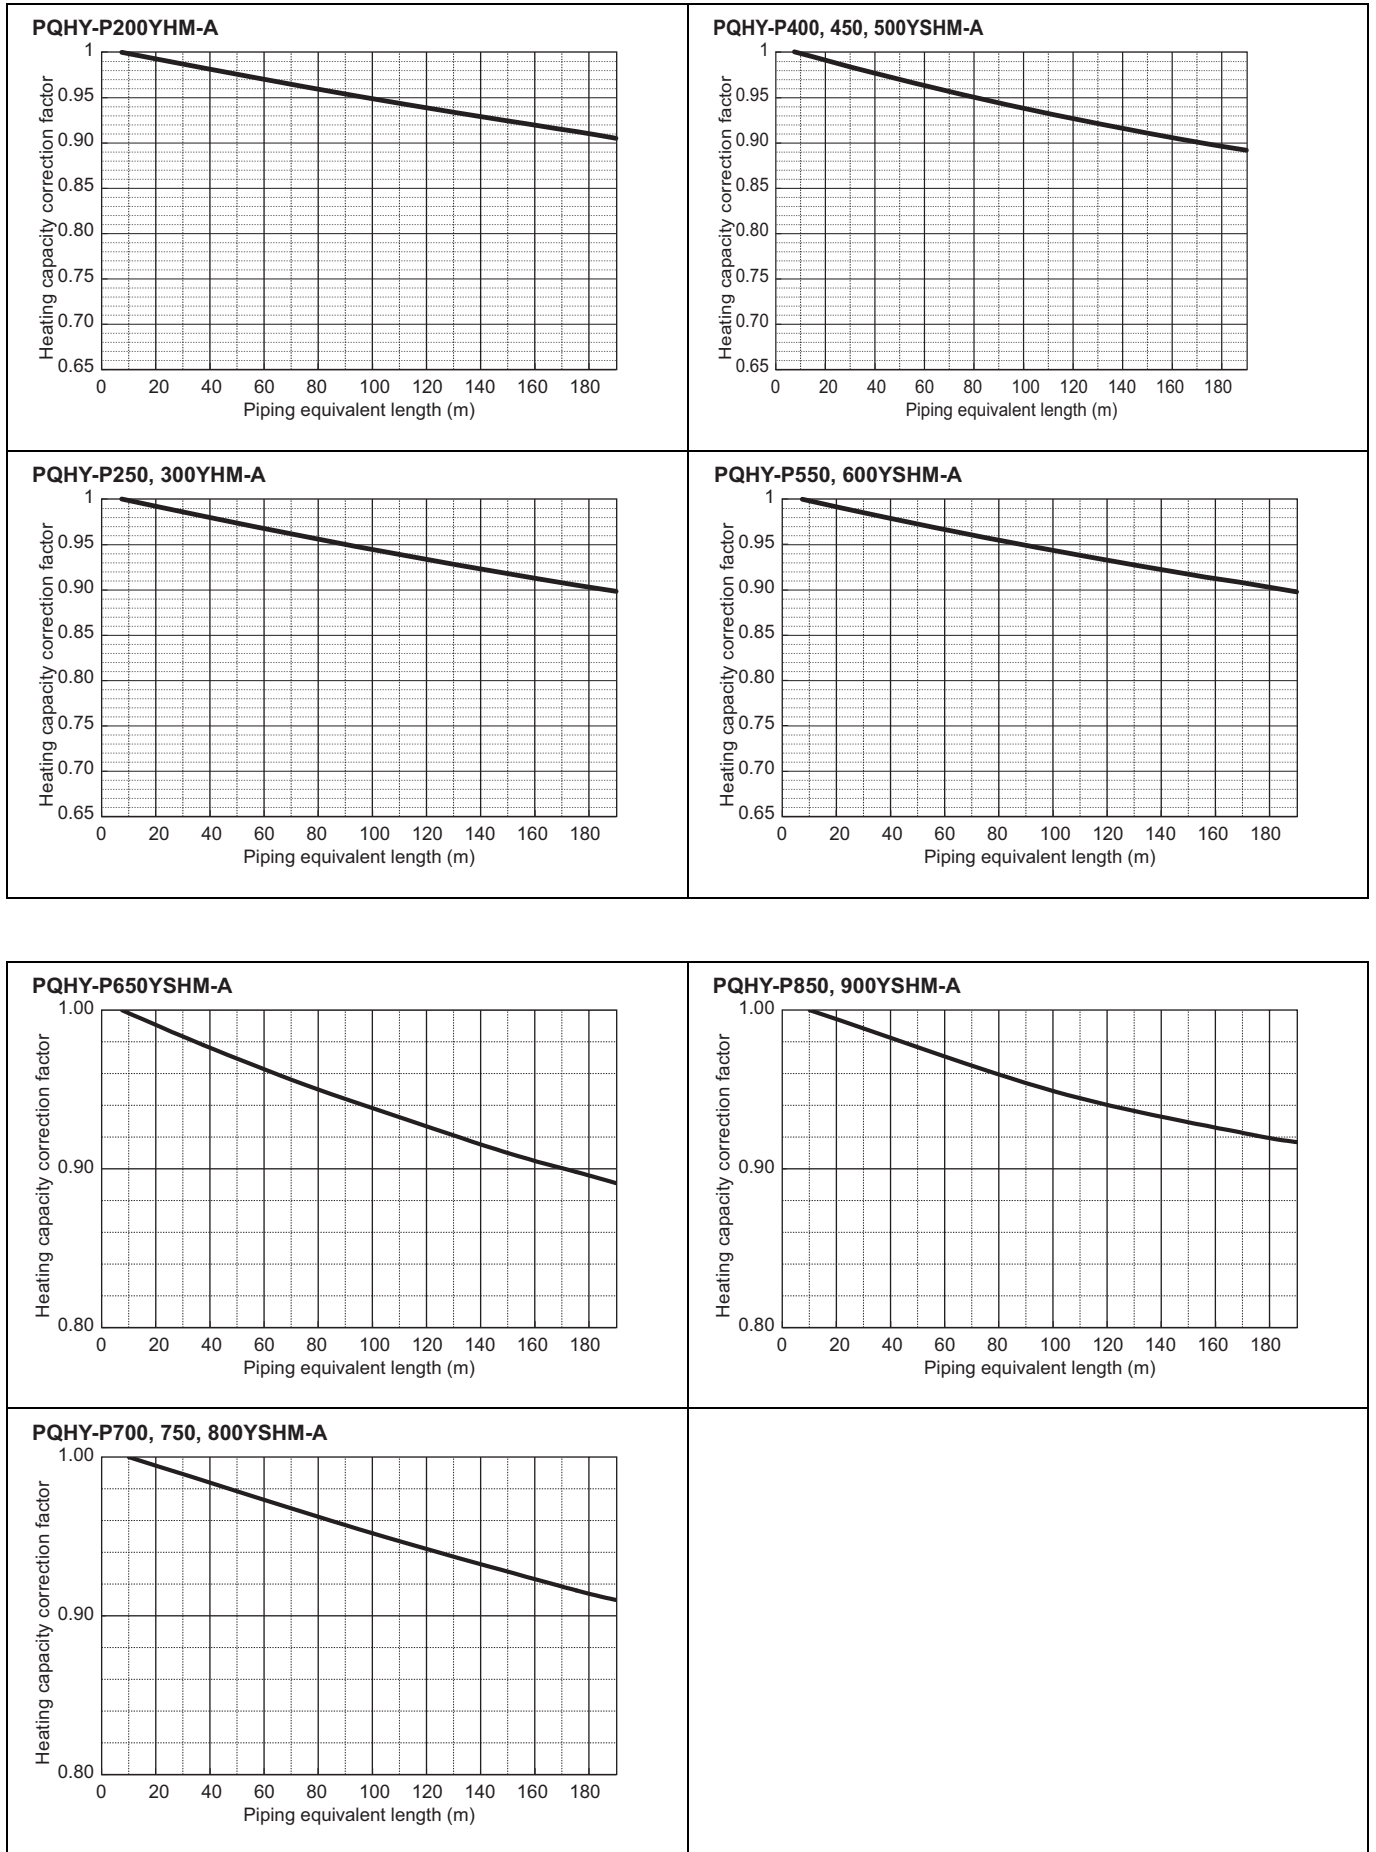 PQHY-P200YHM-A
Heating capacity correction factor
1
0.95
0.90
0.85
0.80
0.75
0.70
0.65
0 20 40 60 80 100 120 140 160 180
Piping equivalent length (m)
PQHY-P400, 450, 500YSHM-A
Heating capacity correction factor
1
0.95
0.90
0.85
0.80
0.75
0.70
0.65
0 20 40 60 80 100 120 140 160 180
Piping equivalent length (m)
PQHY-P250, 300YHM-A
Heating capacity correction factor
1
0.95
0.90
0.85
0.80
0.75
0.70
0.65
0 20 40 60 80 100 120 140 160 180
Piping equivalent length (m)
PQHY-P550, 600YSHM-A
Heating capacity correction factor
1
0.95
0.90
0.85
0.80
0.75
0.70
0.65
0 20 40 60 80 100 120 140 160 180
Piping equivalent length (m)
PQHY-P650YSHM-A
Heating capacity correction factor
1.00
0.90
0.80
0 20 40 60 80 100 120 140 160 180
Piping equivalent length (m)
PQHY-P850, 900YSHM-A
Heating capacity correction factor
1.00
0.90
0.80
0 20 40 60 80 100 120 140 160 180
Piping equivalent length (m)
PQHY-P700, 750, 800YSHM-A
Heating capacity correction factor
1.00
0.90
0.80
0 20 40 60 80 100 120 140 160 180
Piping equivalent length (m)